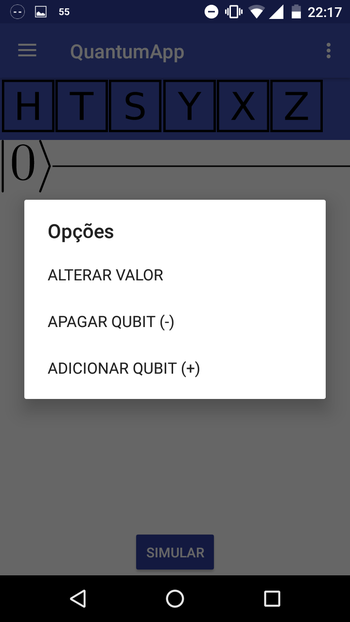 55
22:17
QuantumApp
H T S Y X Z
|0⟩
Opções
ALTERAR VALOR
APAGAR QUBIT (-)
ADICIONAR QUBIT (+)
SIMULAR